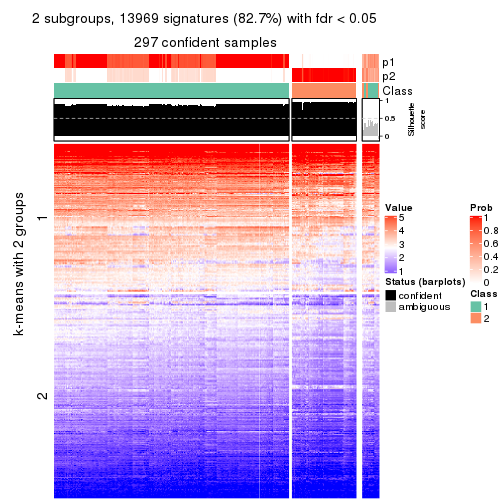 2 subgroups, 13969 signatures (82.7%) with fdr < 0.05
297 confident samples
p1
p2
Class
1
0.5
0
Silhouette
score
k-means with 2 groups
1
2
Value
5
4
3
2
1
Status (barplots)
confident
ambiguous
Prob
1
0.8
0.6
0.4
0.2
0
Class
1
2